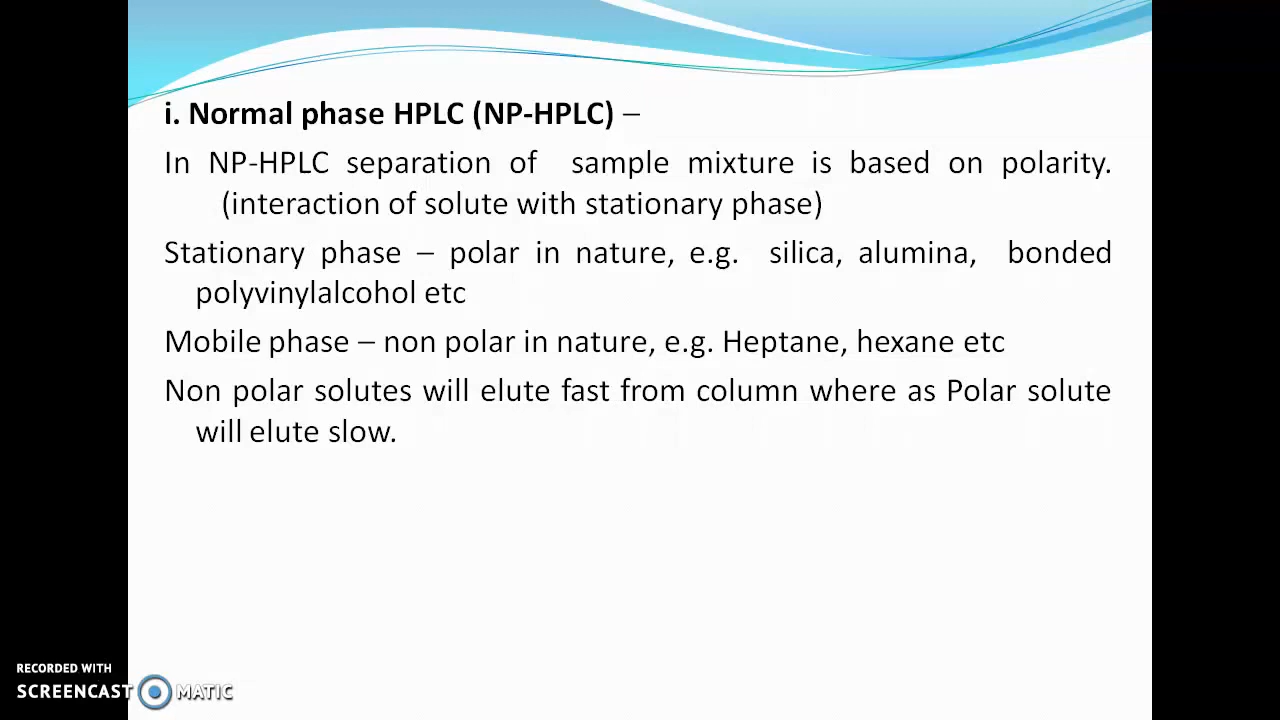 i. Normal phase HPLC (NP-HPLC) –
In NP-HPLC separation of sample mixture is based on polarity.
(interaction of solute with stationary phase)
Stationary phase – polar in nature, e.g. silica, alumina, bonded
polyvinylalcohol etc
Mobile phase – non polar in nature, e.g. Heptane, hexane etc
Non polar solutes will elute fast from column where as Polar solute
will elute slow.
RECORDED WITH
SCREENCAST MATIC